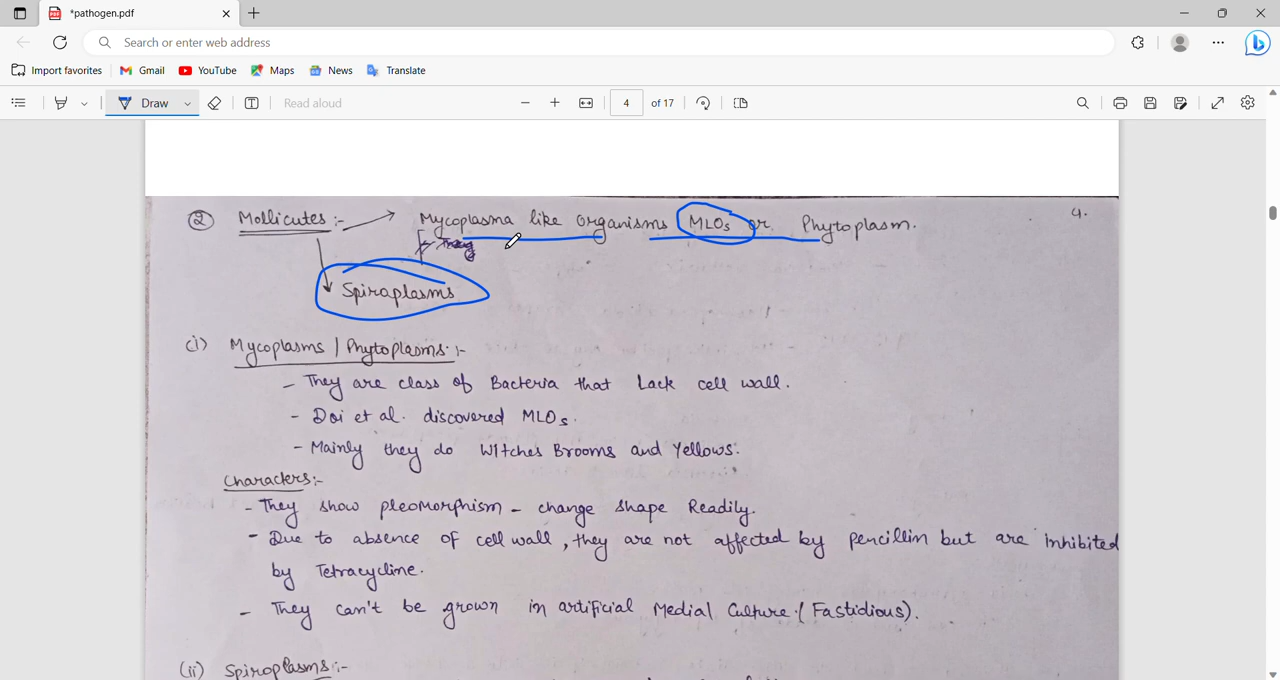 *pathogen.pdf
Search or enter web address
Import favorites Gmail YouTube Maps News Translate
Draw Read aloud 4 of 17
② Mollicutes :- → Mycoplasma like Organisms MLOs or Phytoplasm. 4.
Spiraplasms
(i) Mycoplasms / Phytoplasms :-
- They are class of Bacteria that Lack cell wall.
- Doi et al. discovered MLOs.
- Mainly they do Witches Brooms and Yellows.
Characters :-
- They show pleomorphism - change shape Readily.
- Due to absence of cell wall, they are not affected by pencillin but are inhibited
by Tetracycline.
- They can't be grown in artificial Medial Culture. (Fastidious).
(ii) Spiroplasms :-